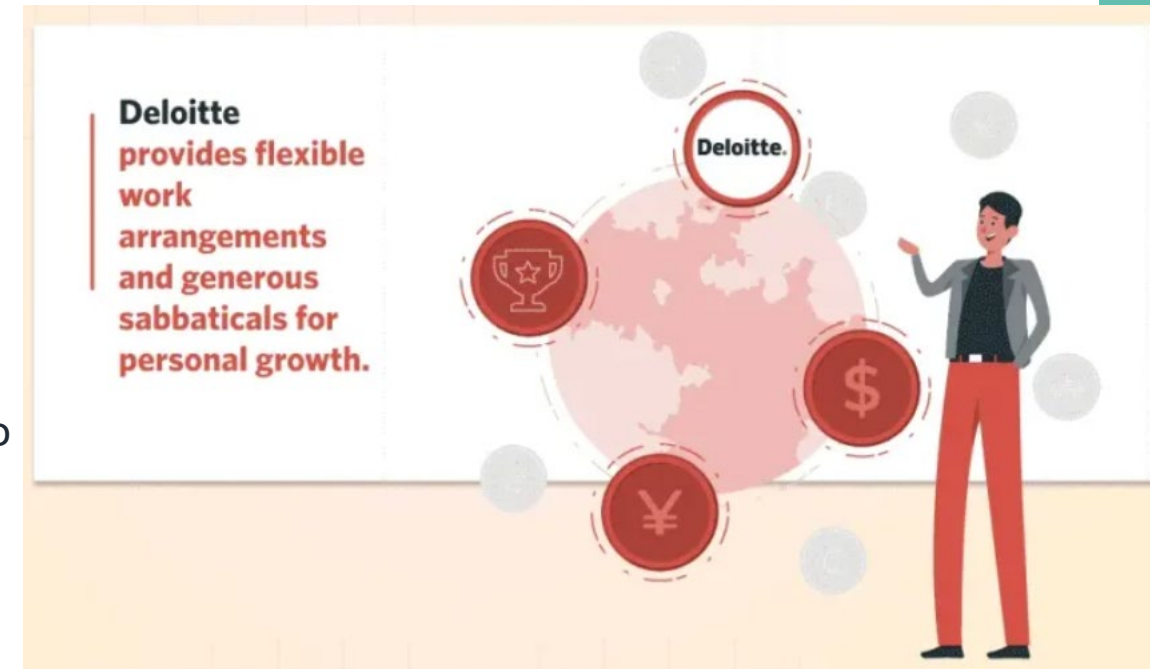 Deloitte
provides flexible
work
arrangements
and generous
sabbaticals for
personal growth.
Deloitte.
$
¥